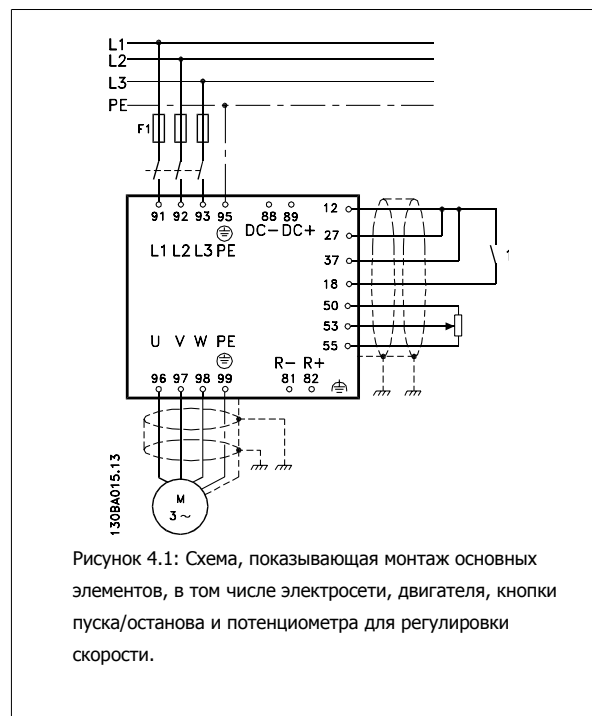 L1
L2
L3
PE
F1
91 92 93 95 88 89 12
DC- DC+
L1 L2 L3 PE
27
37
18
50
53
55
U V W PE
R- R+
96 97 98 99 81 82
M
3 ~
130BA015.13
Рисунок 4.1: Схема, показывающая монтаж основных
элементов, в том числе электросети, двигателя, кнопки
пуска/останова и потенциометра для регулировки
скорости.